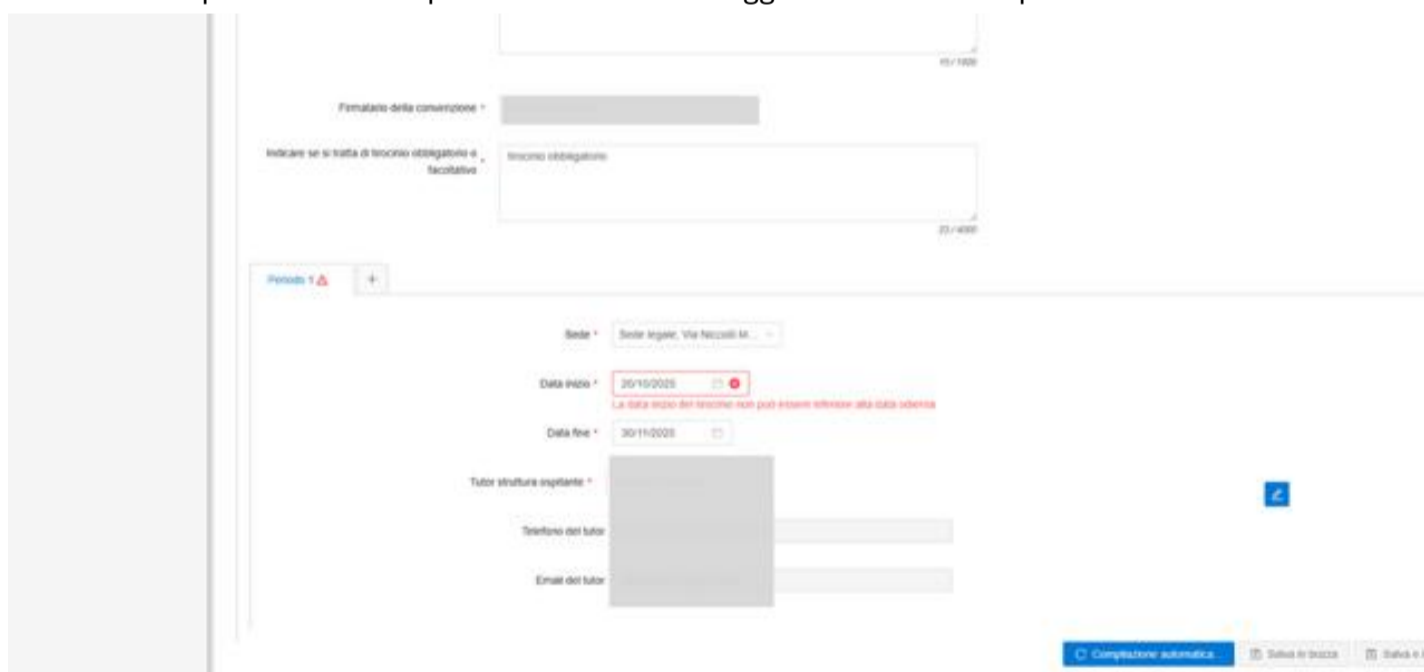 15 / 1000
Firmatario della convenzione *
Indicare se si tratta di tirocinio obbligatorio o facoltativo *
tirocinio obbligatorio
23 / 4000
Periodo 1
+
Sede *
Sede legale, Via Niccolò M...
Data inizio *
20/10/2025
La data inizio del tirocinio non può essere inferiore alla data odierna
Data fine *
30/11/2025
Tutor struttura ospitante *
Telefono del tutor
Email del tutor
Compilazione automatica
Salva in bozza
Salva e